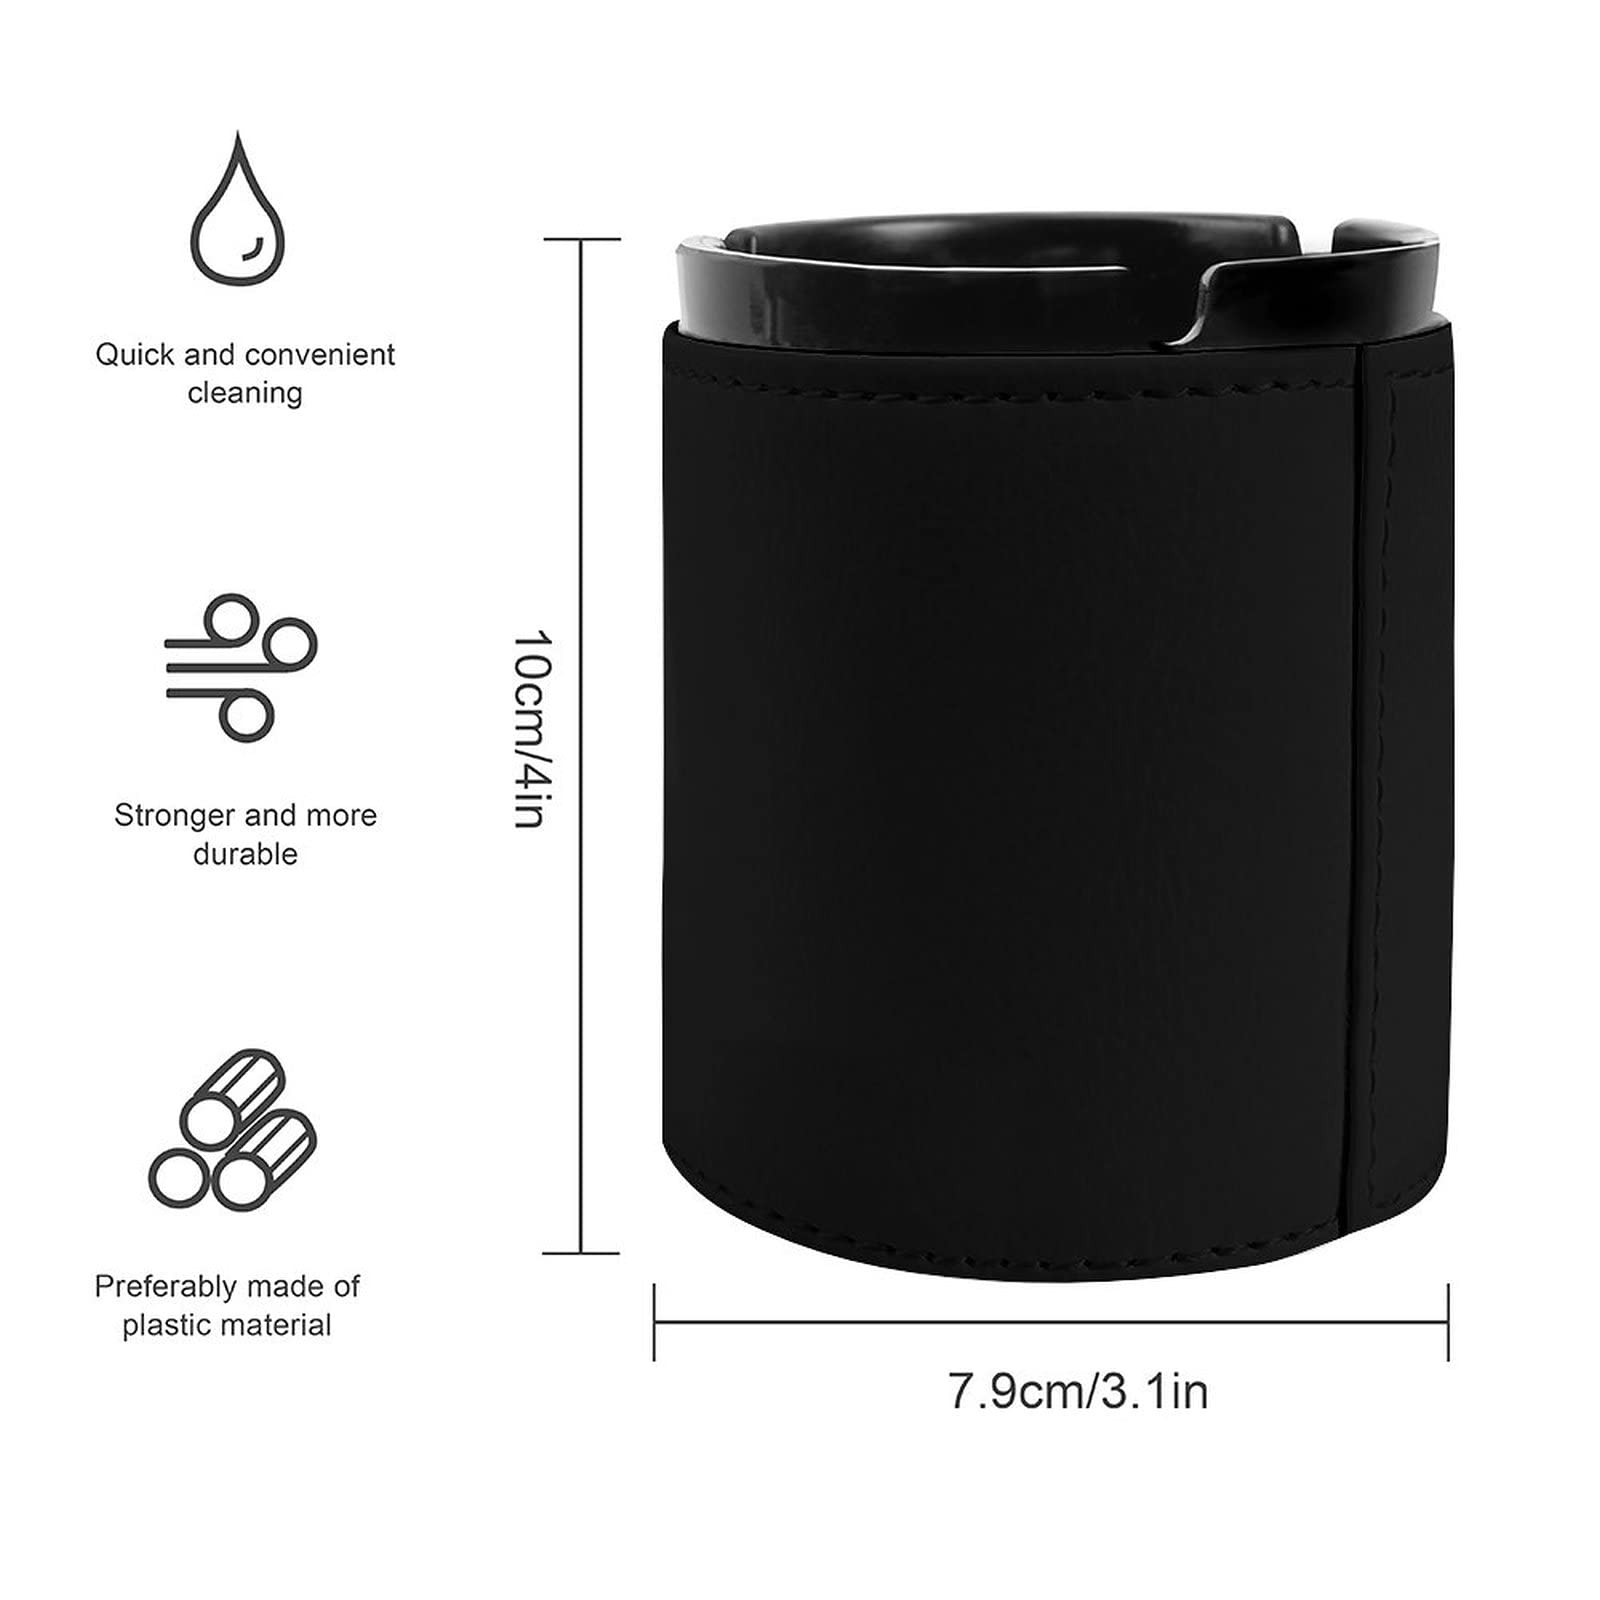 Quick and convenient
cleaning
Stronger and more
durable
Preferably made of
plastic material
10cm/4in
7.9cm/3.1in